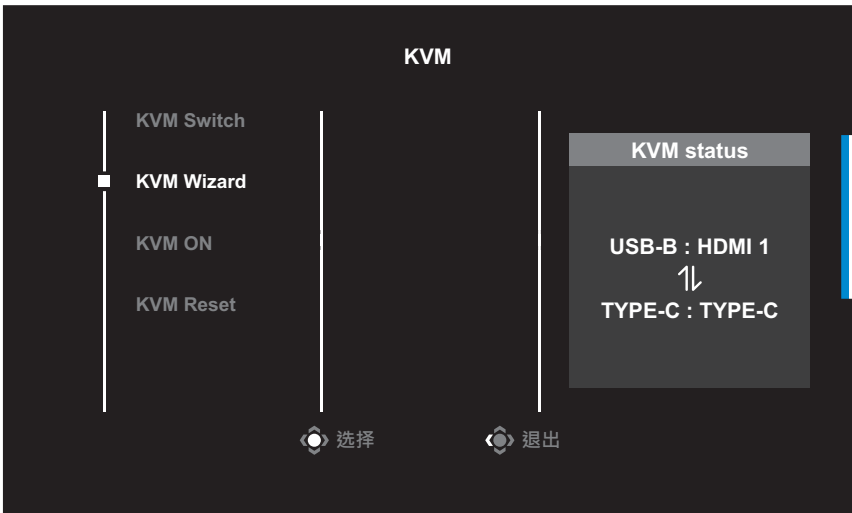 KVM
KVM Switch
KVM Wizard
KVM ON
KVM Reset
KVM status
USB-B : HDMI 1
TYPE-C : TYPE-C
选择
退出